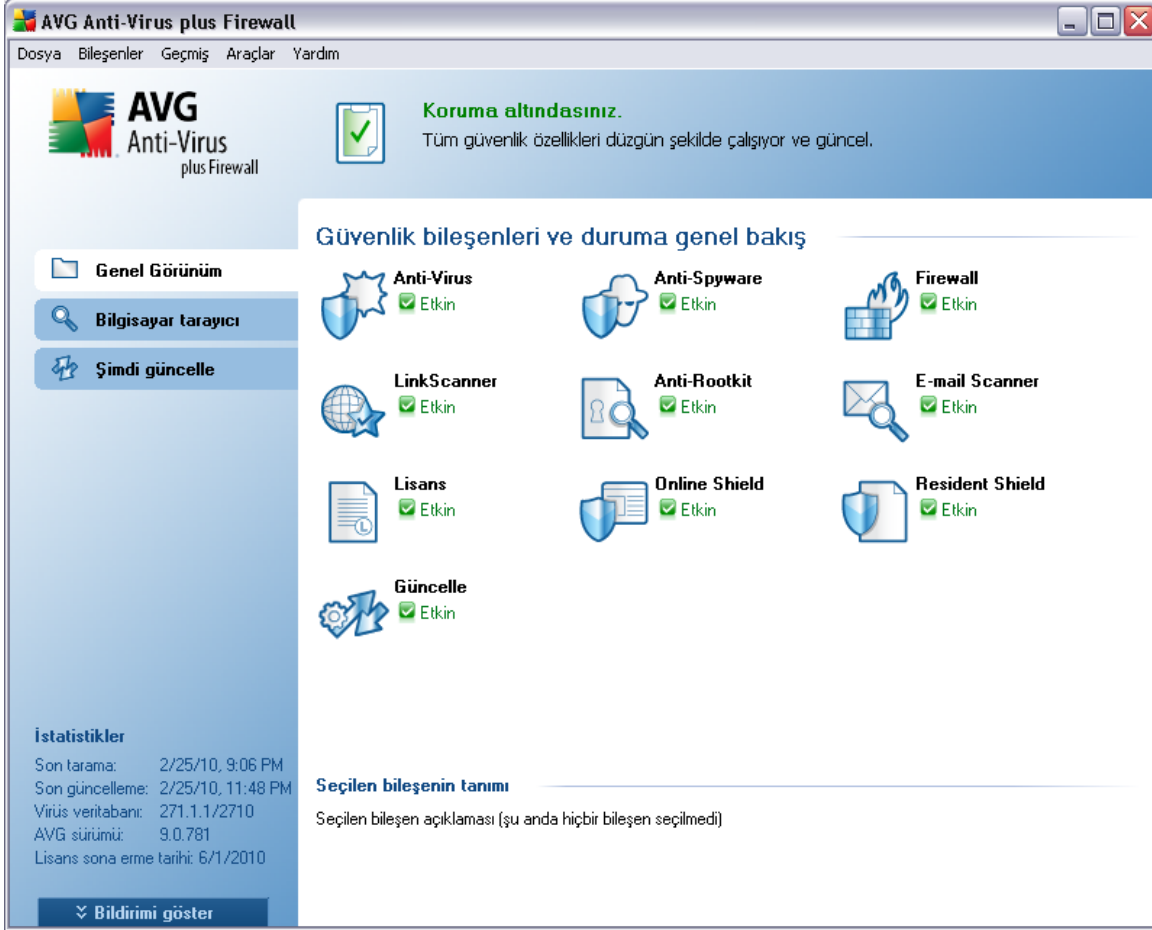 AVG Anti-Virus plus Firewall
Dosya Bileşenler Geçmiş Araçlar Yardım
AVG
Anti-Virus
plus Firewall
Koruma altındasınız.
Tüm güvenlik özellikleri düzgün şekilde çalışıyor ve güncel.
Genel Görünüm
Bilgisayar tarayıcı
Şimdi güncelle
Güvenlik bileşenleri ve duruma genel bakış
Anti-Virus
Etkin
Anti-Spyware
Etkin
Firewall
Etkin
LinkScanner
Etkin
Anti-Rootkit
Etkin
E-mail Scanner
Etkin
Lisans
Etkin
Online Shield
Etkin
Resident Shield
Etkin
Güncelle
Etkin
İstatistikler
Son tarama: 2/25/10, 9:06 PM
Son güncelleme: 2/25/10, 11:48 PM
Virüs veritabanı: 271.1.1/2710
AVG sürümü: 9.0.781
Lisans sona erme tarihi: 6/1/2010
Bildirimi göster
Seçilen bileşenin tanımı
Seçilen bileşen açıklaması (şu anda hiçbir bileşen seçilmedi)